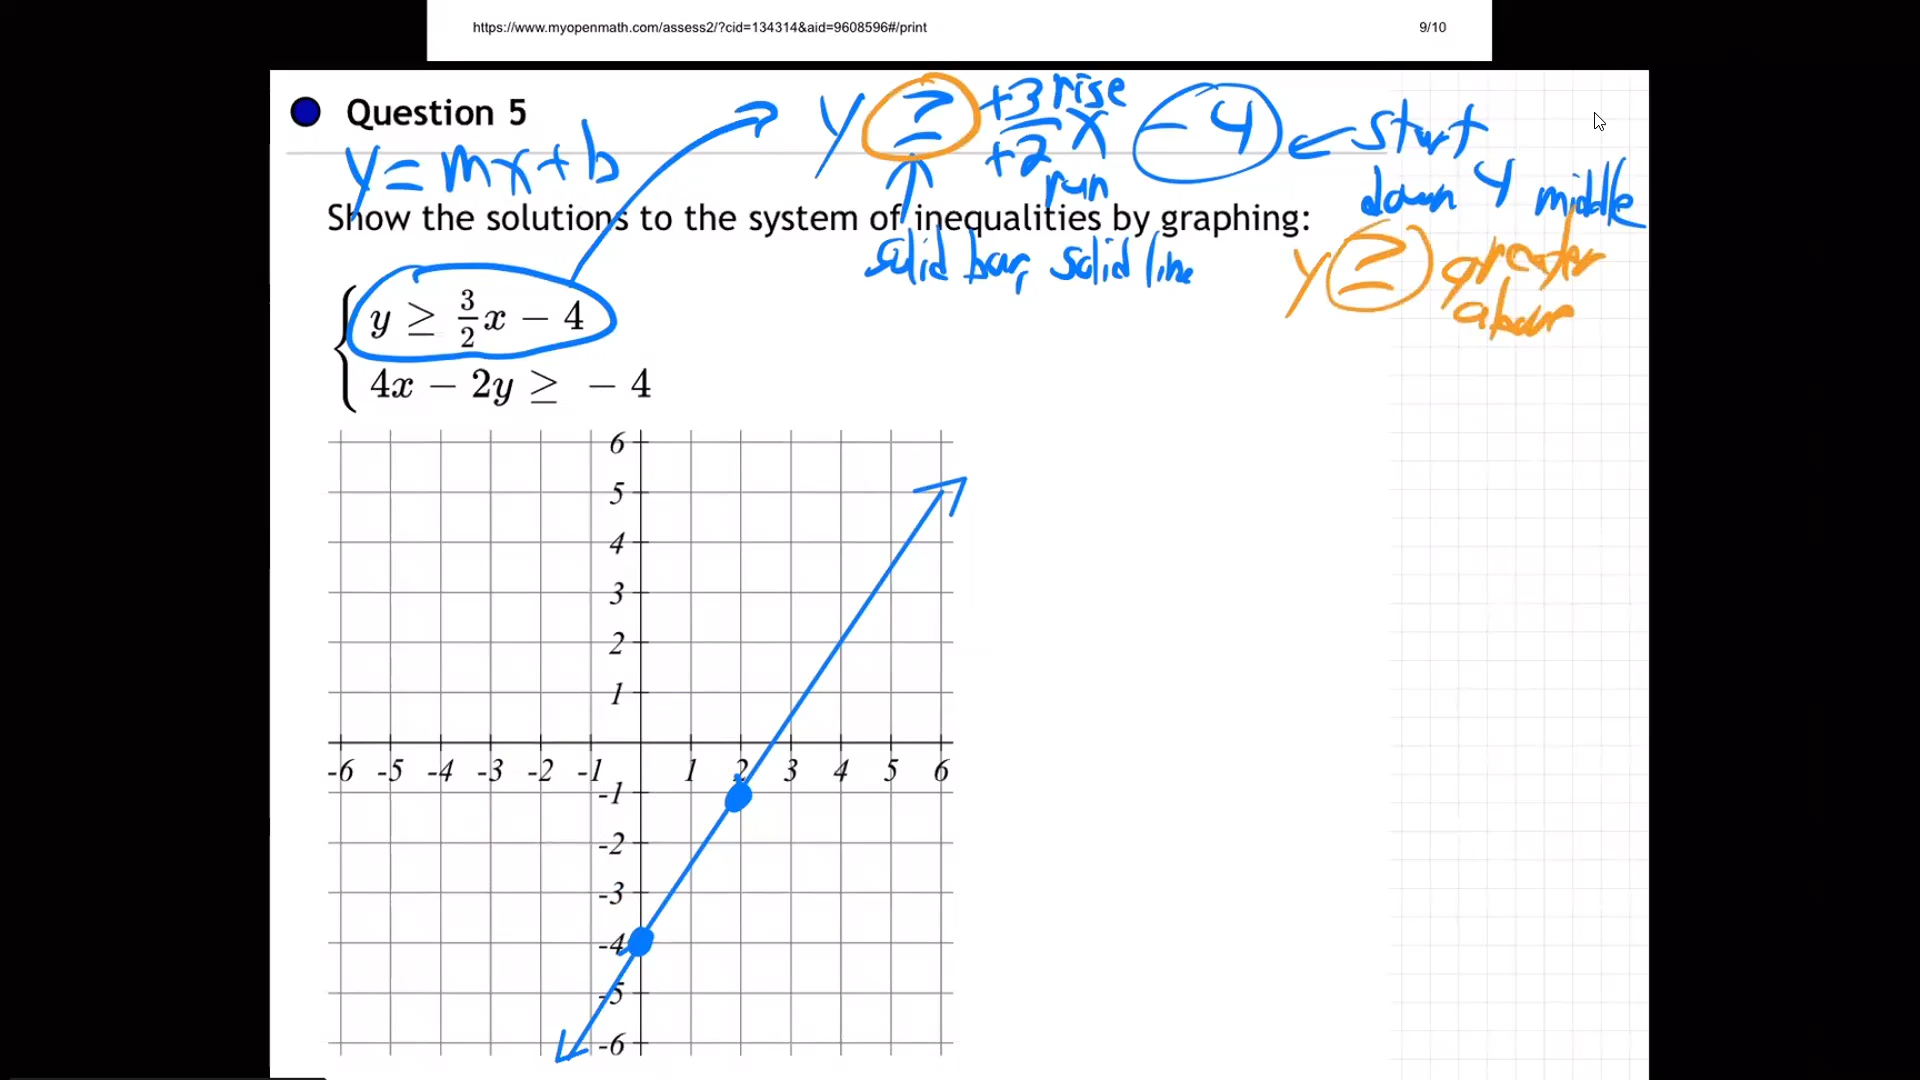 https://www.myopenmath.com/assess2/?cid=134314&aid=9608596#/print 9/10
Question 5
y = mx + b
y ≥ +3/+2 x - 4
rise
run
start
down 4 middle
Show the solutions to the system of inequalities by graphing:
solid bar, solid line
y ≥ greater
above
y ≥ 3/2 x − 4
4x − 2y ≥ − 4
6
5
4
3
2
1
-6 -5 -4 -3 -2 -1 1 2 3 4 5 6
-1
-2
-3
-4
-5
-6